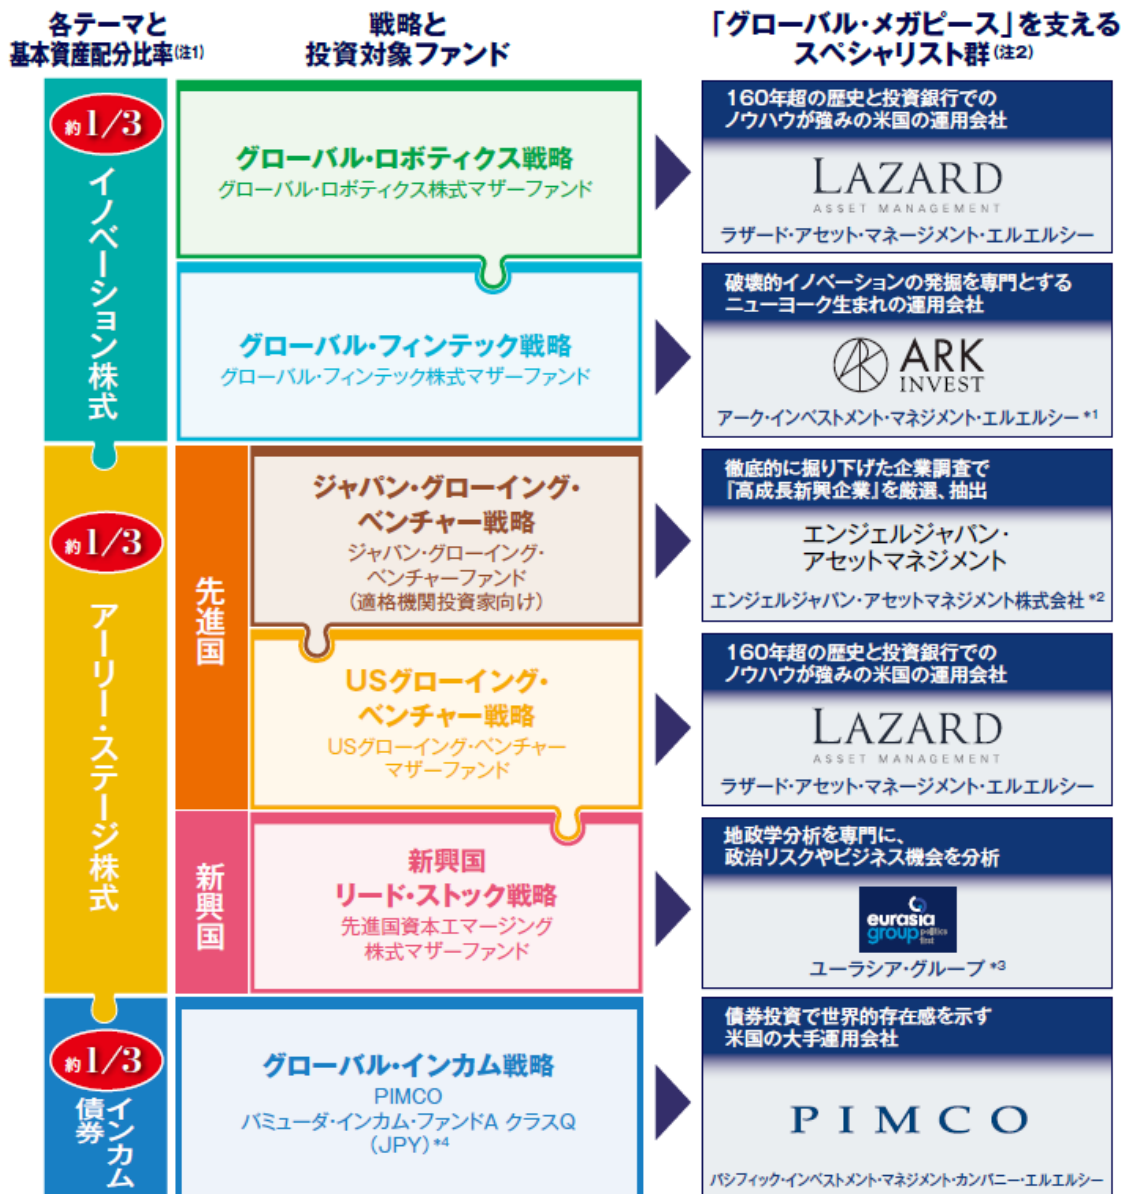 各テーマと
基本資産配分比率(注1)
戦略と
投資対象ファンド
「グローバル・メガピース」を支える
スペシャリスト群(注2)
約1/3
イノベーション株式
グローバル・ロボティクス戦略
グローバル・ロボティクス株式マザーファンド
160年超の歴史と投資銀行での
ノウハウが強みの米国の運用会社
LAZARD
ASSET MANAGEMENT
ラザード・アセット・マネージメント・エルエルシー
グローバル・フィンテック戦略
グローバル・フィンテック株式マザーファンド
破壊的イノベーションの発掘を専門とする
ニューヨーク生まれの運用会社
ARK
INVEST
アーク・インベストメント・マネジメント・エルエルシー*1
約1/3
アーリー・ステージ株式
先進国
ジャパン・グローイング・
ベンチャー戦略
ジャパン・グローイング・
ベンチャーファンド
(適格機関投資家向け)
徹底的に掘り下げた企業調査で
『高成長新興企業』を厳選、抽出
エンジェルジャパン・
アセットマネジメント
エンジェルジャパン・アセットマネジメント株式会社*2
USグローイング・
ベンチャー戦略
USグローイング・ベンチャー
マザーファンド
160年超の歴史と投資銀行での
ノウハウが強みの米国の運用会社
LAZARD
ASSET MANAGEMENT
ラザード・アセット・マネージメント・エルエルシー
新興国
新興国
リード・ストック戦略
先進国資本エマージング
株式マザーファンド
地政学分析を専門に、
政治リスクやビジネス機会を分析
eurasia
group politics
first
ユーラシア・グループ*3
約1/3
インカム
債券
グローバル・インカム戦略
PIMCO
バミューダ・インカム・ファンドA クラスQ
(JPY)*4
債券投資で世界的存在感を示す
米国の大手運用会社
PIMCO
パシフィック・インベストメント・マネジメント・カンパニー・エルエルシー